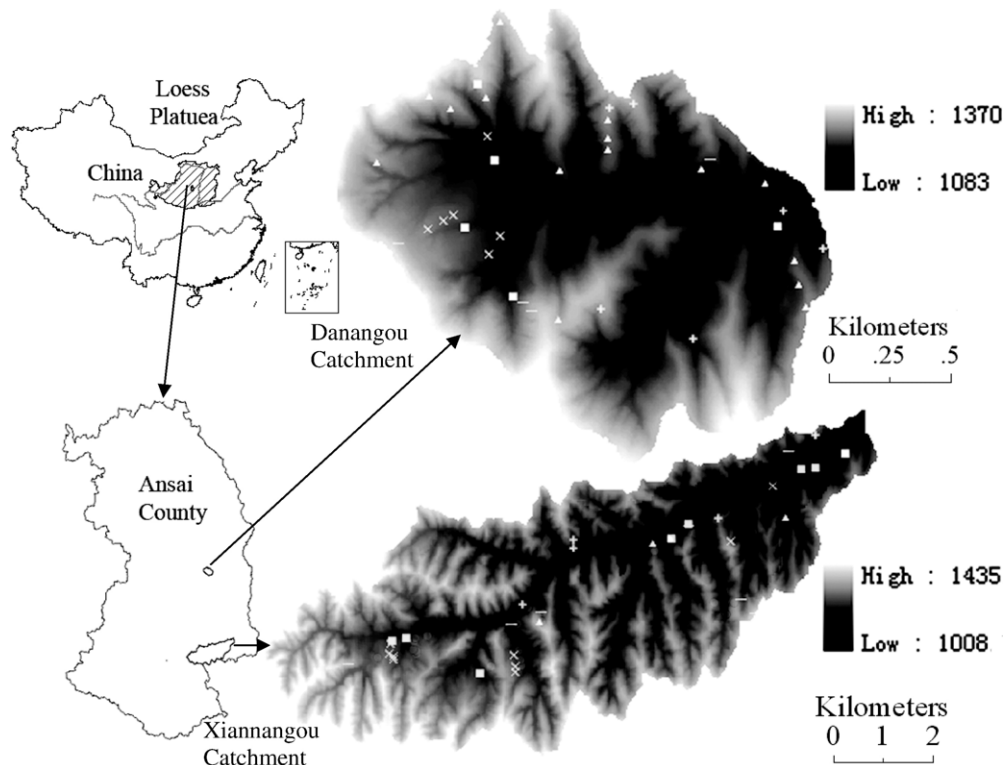 Loess
Platuea
China
Danangou
Catchment
High : 1370
Low : 1083
Kilometers
0 .25 .5
Ansai
County
Xiannangou
Catchment
High : 1435
Low : 1008
Kilometers
0 1 2